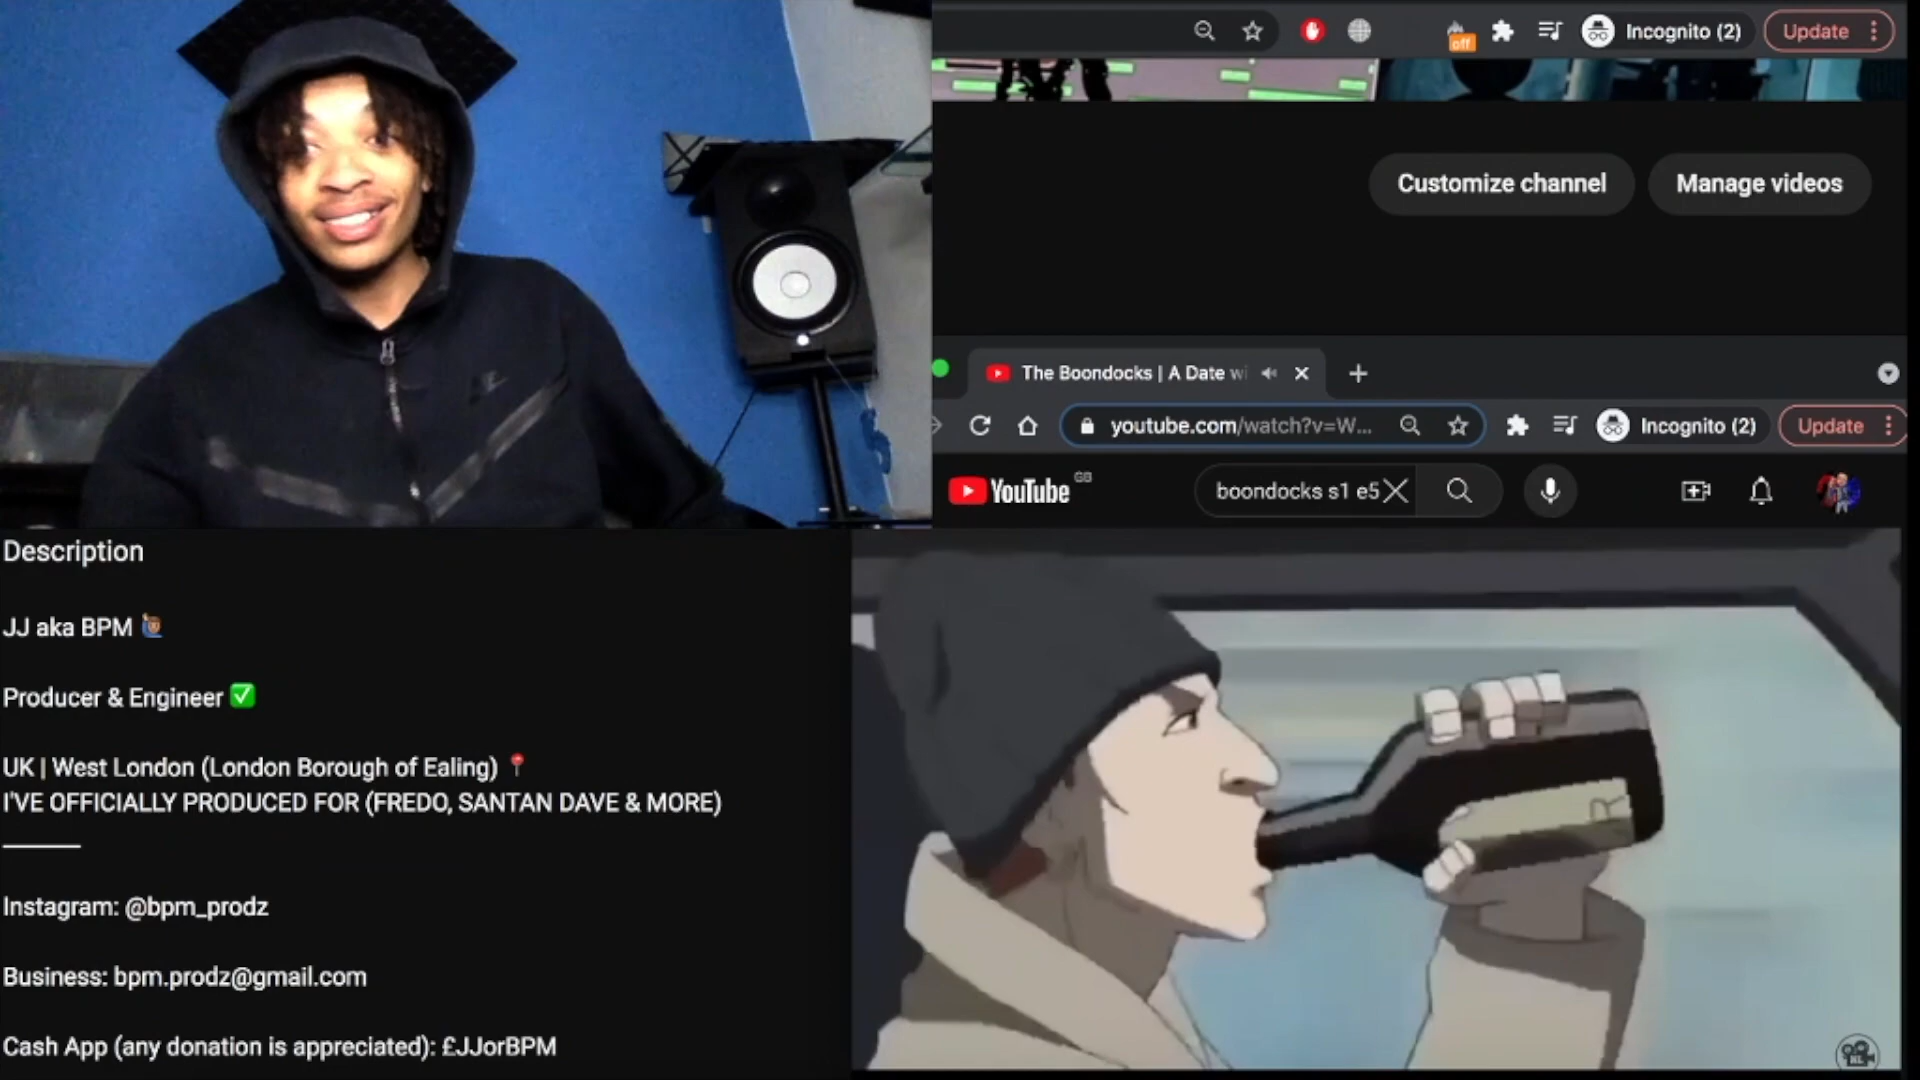 off
Incognito (2)
Update
Customize channel
Manage videos
The Boondocks | A Date wi
youtube.com/watch?v=W...
Incognito (2)
Update
YouTube GB
boondocks s1 e5
Description
JJ aka BPM 🙋🏽‍♂️
Producer & Engineer ✅
UK | West London (London Borough of Ealing) 📍
I'VE OFFICIALLY PRODUCED FOR (FREDO, SANTAN DAVE & MORE)
Instagram: @bpm_prodz
Business: bpm.prodz@gmail.com
Cash App (any donation is appreciated): £JJorBPM